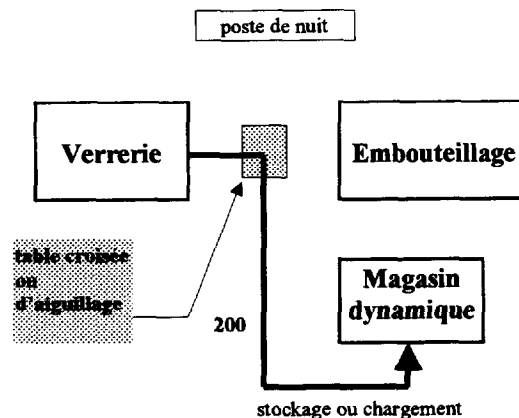 poste de nuit
Verrerie
Embouteillage
table croisée
ou
d'aiguillage
Magasin
dynamique
200
stockage ou chargement